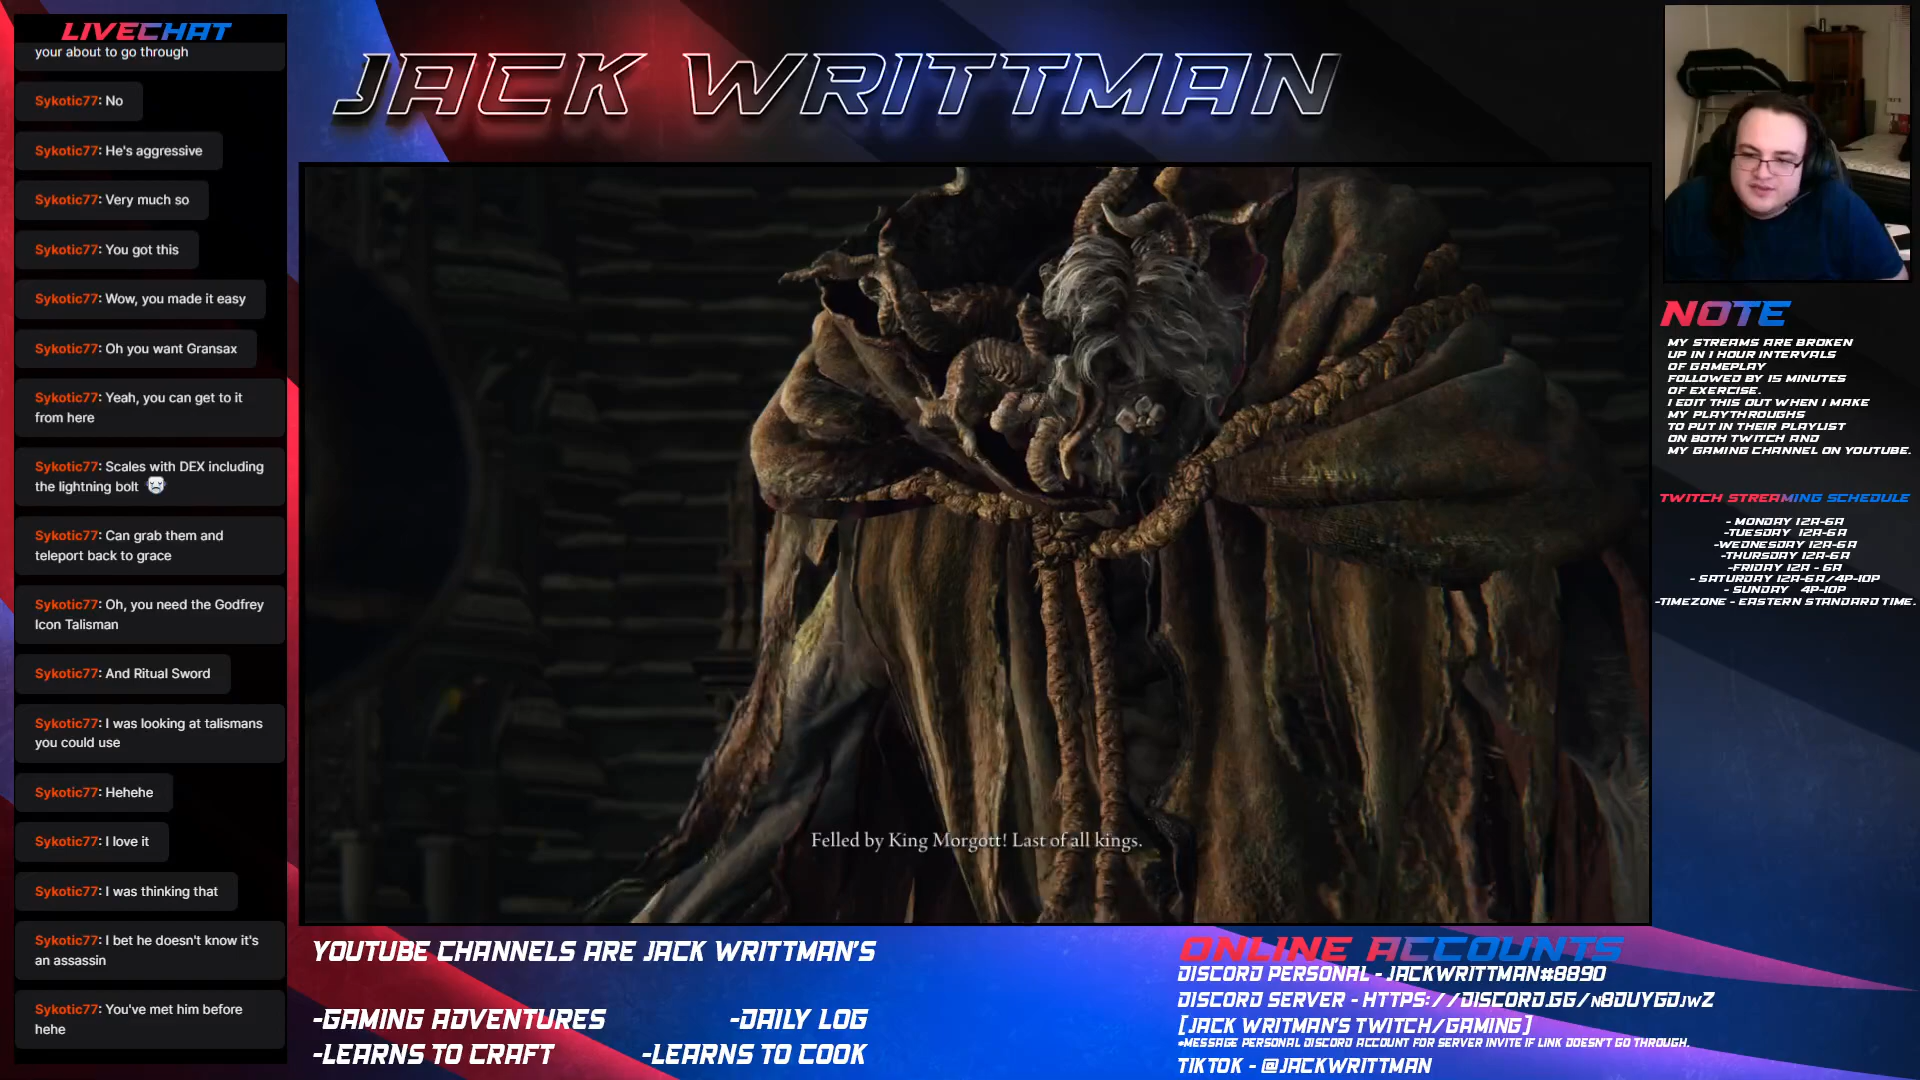 LIVECHAT
your about to go through
Sykotic77: No
Sykotic77: He's aggressive
Sykotic77: Very much so
Sykotic77: You got this
Sykotic77: Wow, you made it easy
Sykotic77: Oh you want Gransax
Sykotic77: Yeah, you can get to it
from here
Sykotic77: Scales with DEX including
the lightning bolt
Sykotic77: Can grab them and
teleport back to grace
Sykotic77: Oh, you need the Godfrey
Icon Talisman
Sykotic77: And Ritual Sword
Sykotic77: I was looking at talismans
you could use
Sykotic77: Hehehe
Sykotic77: I love it
Sykotic77: I was thinking that
Sykotic77: I bet he doesn't know it's
an assassin
Sykotic77: You've met him before
hehe
JACK WRITTMAN
Felled by King Morgott! Last of all kings.
NOTE
MY STREAMS ARE BROKEN
UP IN 1 HOUR INTERVALS
OF GAMEPLAY
FOLLOWED BY 15 MINUTES
OF EXERCISE.
I EDIT THIS OUT WHEN I MAKE
MY PLAYTHROUGHS
TO PUT IN THEIR PLAYLIST
ON BOTH TWITCH AND
MY GAMING CHANNEL ON YOUTUBE.
TWITCH STREAMING SCHEDULE
- MONDAY 12A-6A
-TUESDAY 12A-6A
-WEDNESDAY 12A-6A
-THURSDAY 12A-6A
-FRIDAY 12A - 6A
- SATURDAY 12A-6A/4P-10P
- SUNDAY 4P-10P
-TIMEZONE - EASTERN STANDARD TIME.
YOUTUBE CHANNELS ARE JACK WRITTMAN'S
-GAMING ADVENTURES -DAILY LOG
-LEARNS TO CRAFT -LEARNS TO COOK
ONLINE ACCOUNTS
DISCORD PERSONAL - JACKWRITTMAN#8890
DISCORD SERVER - HTTPS://DISCORD.GG/N8DUYGDJWZ
[JACK WRITMAN'S TWITCH/GAMING]
*MESSAGE PERSONAL DISCORD ACCOUNT FOR SERVER INVITE IF LINK DOESN'T GO THROUGH.
TIKTOK - @JACKWRITTMAN